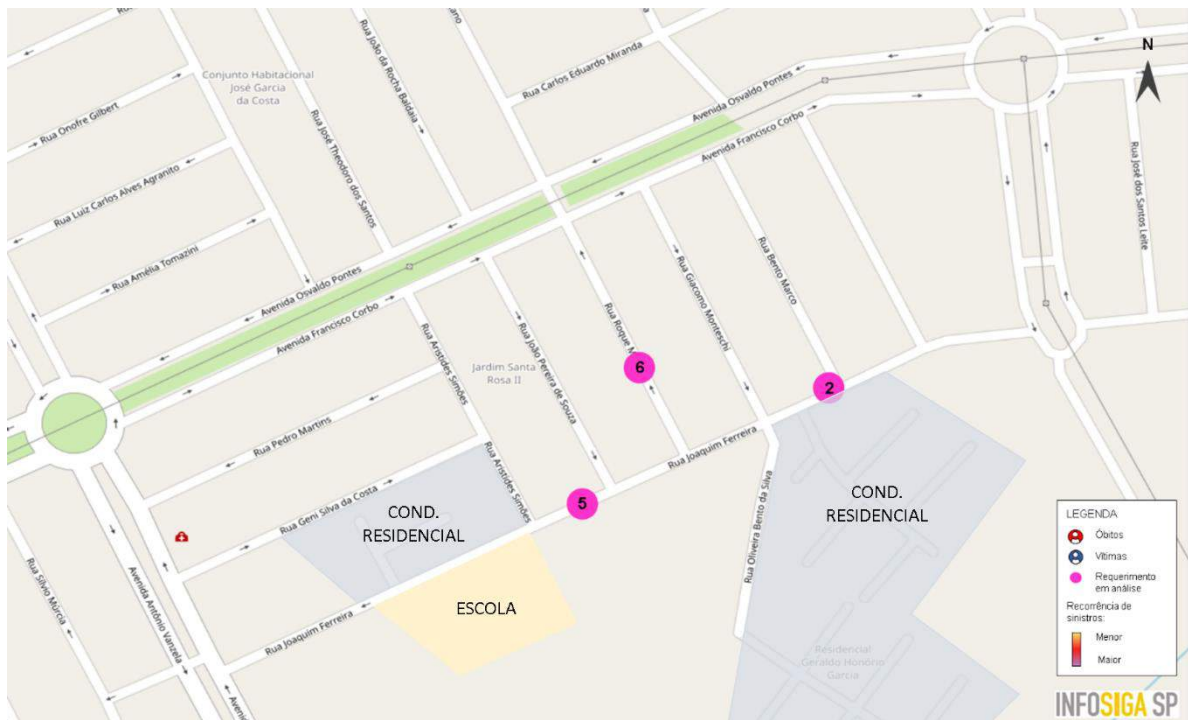 Rua Carlos Eduardo Miranda
N
Rua João da Rocha Baldaia
Conjunto Habitacional
José Garcia
da Costa
Avenida Osvaldo Pontes
Rua Onofre Gilbert
Rua José Theodoro dos Santos
Avenida Francisco Corbo
Rua José dos Santos Leite
Rua Luiz Carlos Alves Agranito
Rua Amélia Tomazini
Avenida Osvaldo Pontes
Rua Giacomo Monteschi
Rua Bento Marco
Avenida Francisco Corbo
Rua Roque
Rua Aristides Simões
Rua João Pereira de Souza
Jardim Santa
Rosa II
6
2
Rua Pedro Martins
Rua Joaquim Ferreira
Rua Aristides Simões
5
Rua Geni Silva da Costa
COND.
RESIDENCIAL
COND.
RESIDENCIAL
Rua Oliveira Bento da Silva
Rua Silvio Múrcia
Avenida Antônio Vanzela
ESCOLA
Rua Joaquim Ferreira
Residencial
Geraldo Honório
Garcia
LEGENDA
Óbitos
Vítimas
Requerimento
em análise
Recorrência de
sinistros:
Menor
Maior
INFOSIGA SP